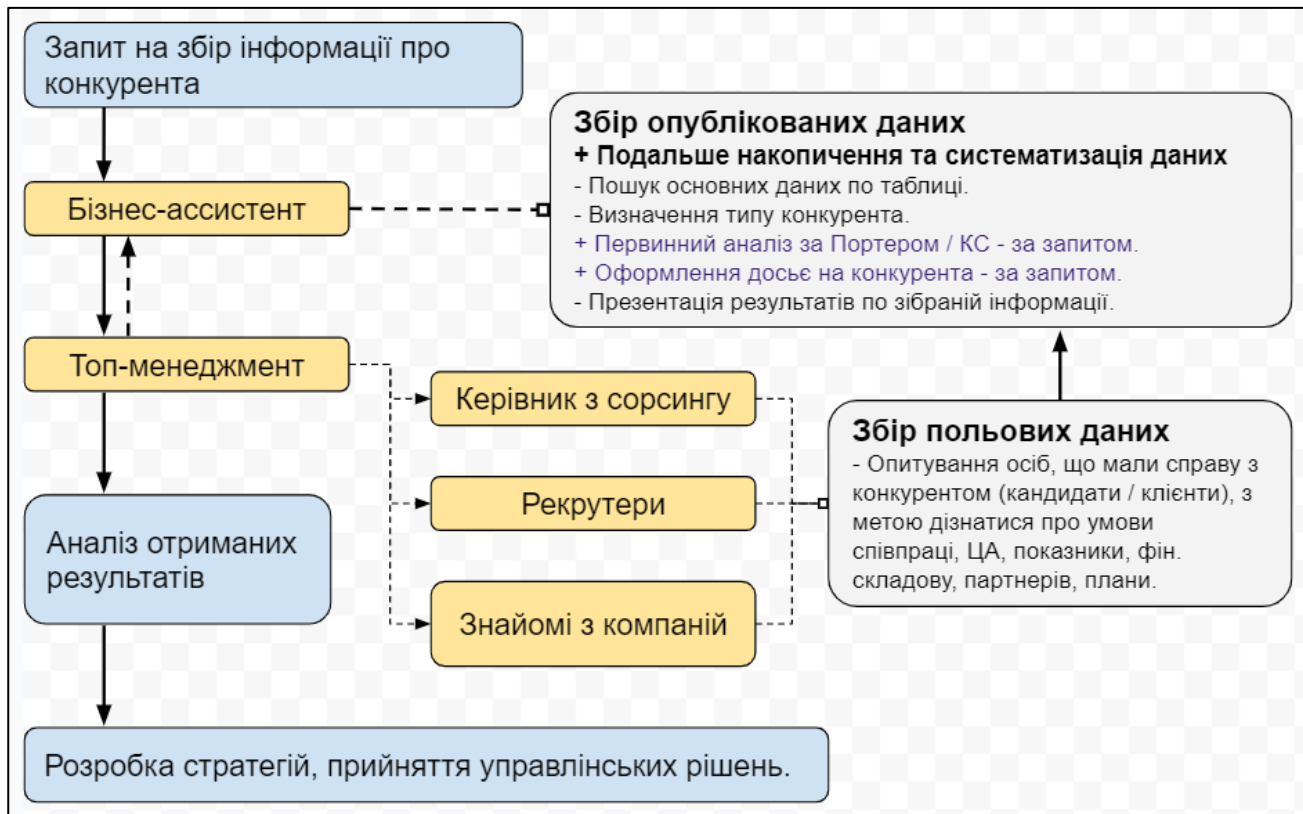 Запит на збір інформації про
конкурента
Збір опублікованих даних
+ Подальше накопичення та систематизація даних
- Пошук основних даних по таблиці.
- Визначення типу конкурента.
+ Первинний аналіз за Портером / КС - за запитом.
+ Оформлення досьє на конкурента - за запитом.
- Презентація результатів по зібраній інформації.
Бізнес-ассистент
Топ-менеджмент
Керівник з сорсингу
Рекрутери
Знайомі з компаній
Збір польових даних
- Опитування осіб, що мали справу з
конкурентом (кандидати / клієнти), з
метою дізнатися про умови
співпраці, ЦА, показники, фін.
складову, партнерів, плани.
Аналіз отриманих
результатів
Розробка стратегій, прийняття управлінських рішень.